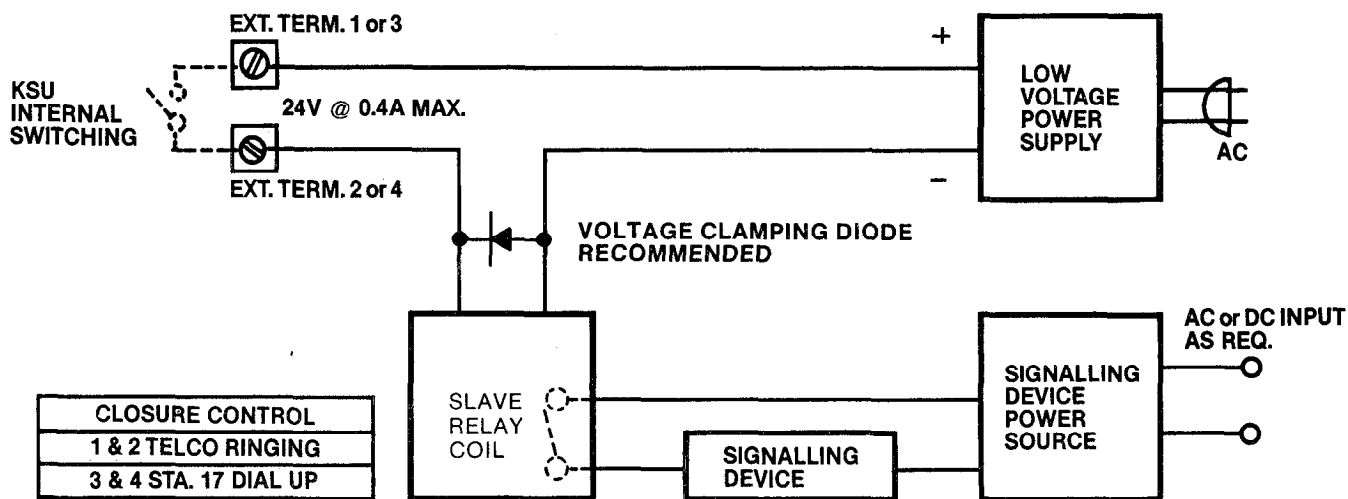 EXT. TERM. 1 or 3
KSU
INTERNAL
SWITCHING
24V @ 0.4A MAX.
EXT. TERM. 2 or 4
+
−
LOW
VOLTAGE
POWER
SUPPLY
AC
VOLTAGE CLAMPING DIODE
RECOMMENDED
SLAVE
RELAY
COIL
SIGNALLING
DEVICE
SIGNALLING
DEVICE
POWER
SOURCE
AC or DC INPUT
AS REQ.
CLOSURE CONTROL
1 & 2 TELCO RINGING
3 & 4 STA. 17 DIAL UP